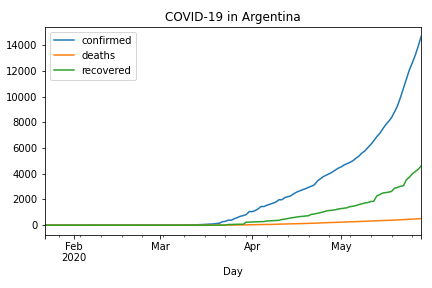 COVID-19 in Argentina
confirmed
deaths
recovered
14000
12000
10000
8000
6000
4000
2000
0
Feb Mar Apr May
2020
Day